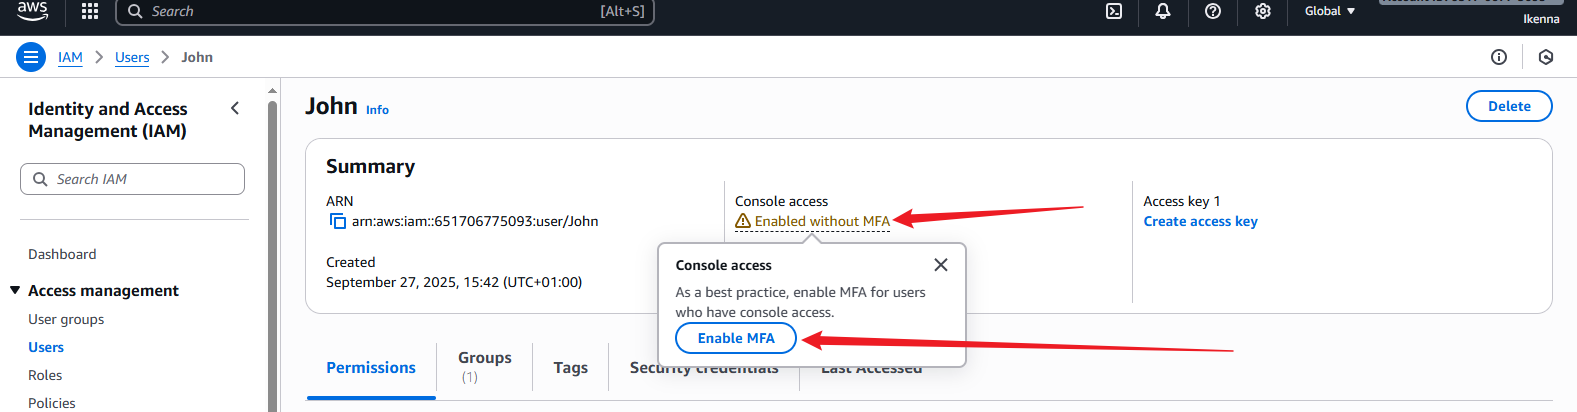 aws
Search
[Alt+S]
Global
Ikenna
IAM
Users
John
Identity and Access
Management (IAM)
Search IAM
Dashboard
Access management
User groups
Users
Roles
Policies
John
Info
Delete
Summary
ARN
arn:aws:iam::651706775093:user/John
Created
September 27, 2025, 15:42 (UTC+01:00)
Console access
Enabled without MFA
Access key 1
Create access key
Console access
As a best practice, enable MFA for users
who have console access.
Enable MFA
Permissions
Groups
(1)
Tags
Security credentials
Last Accessed